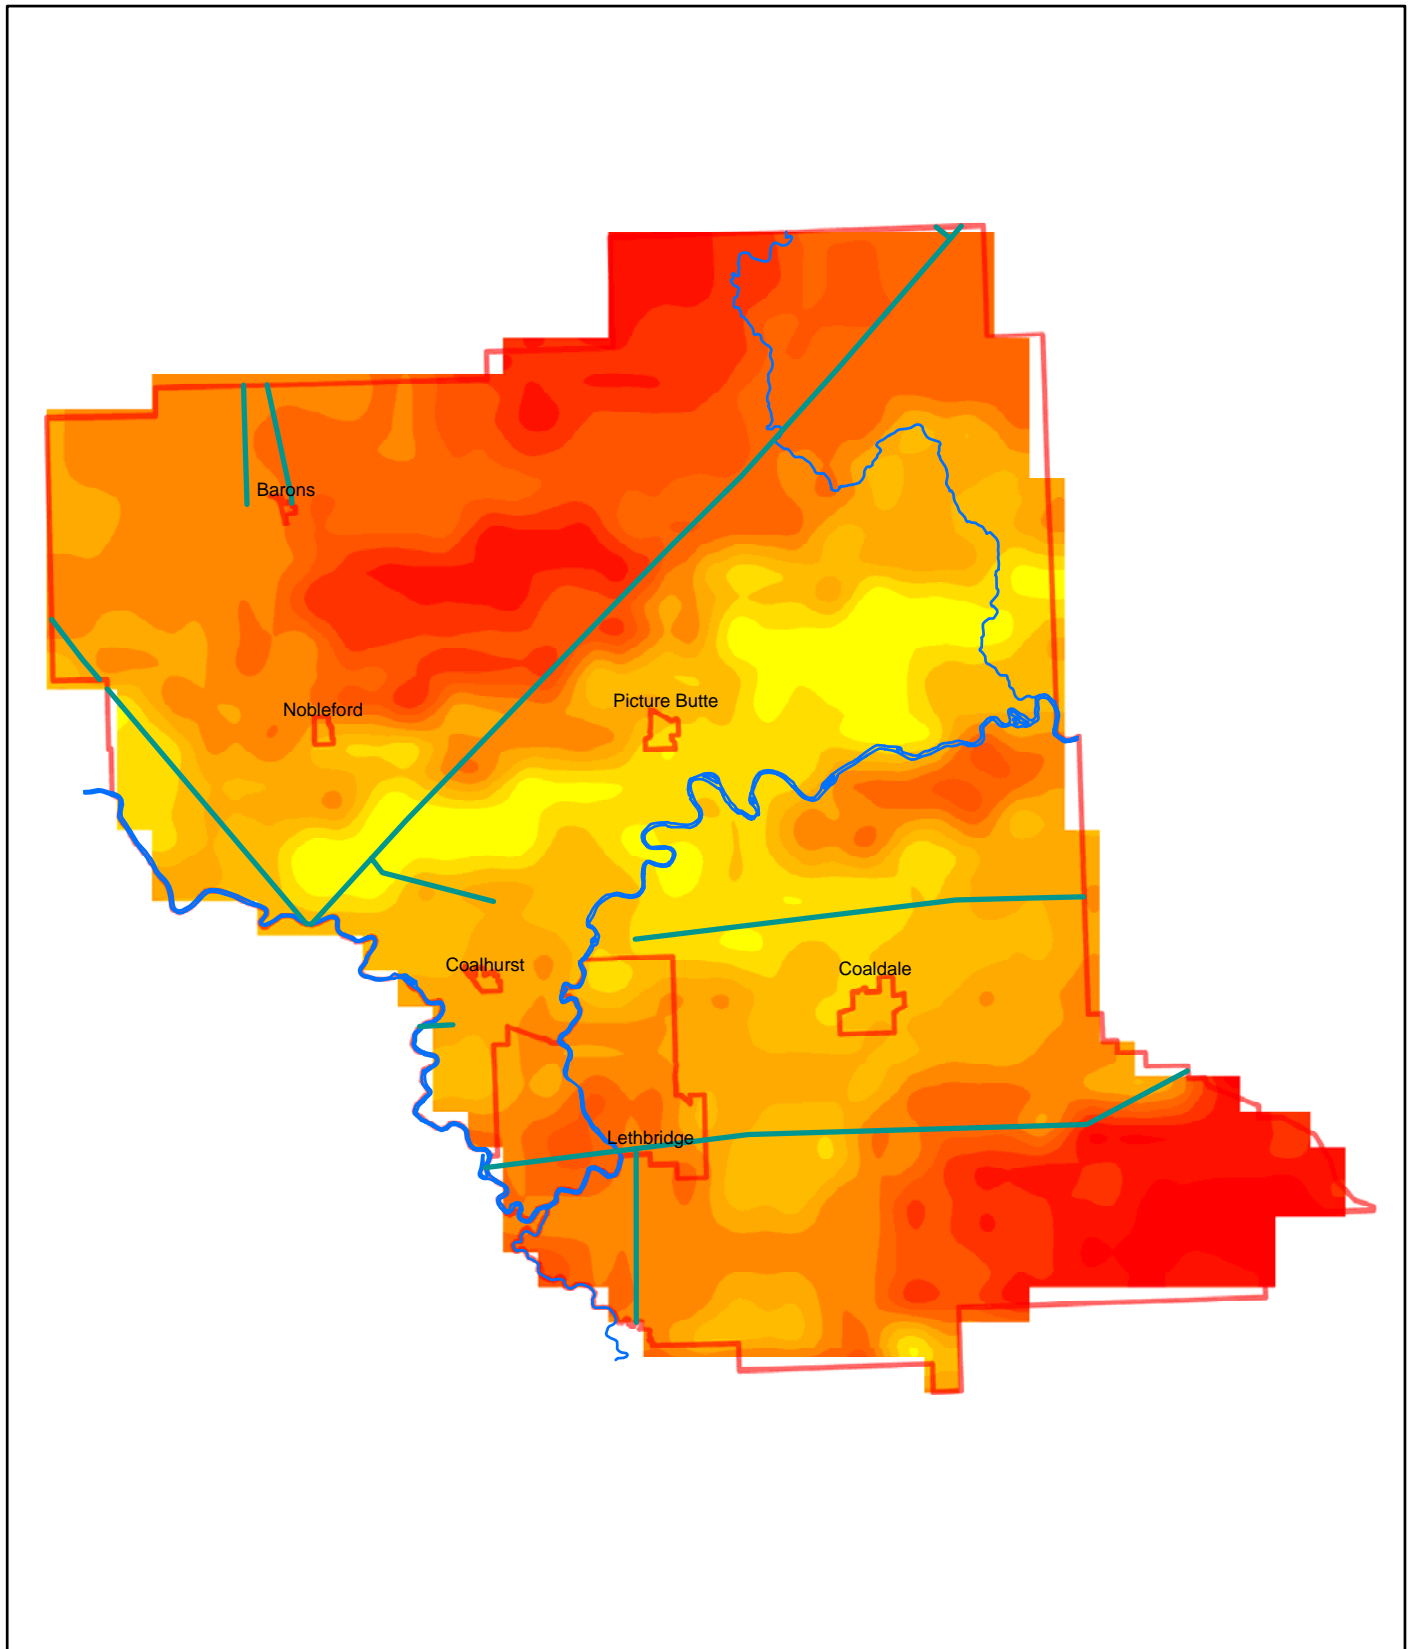 Barons
Nobleford
Picture Butte
Coalhurst
Coaldale
Lethbridge